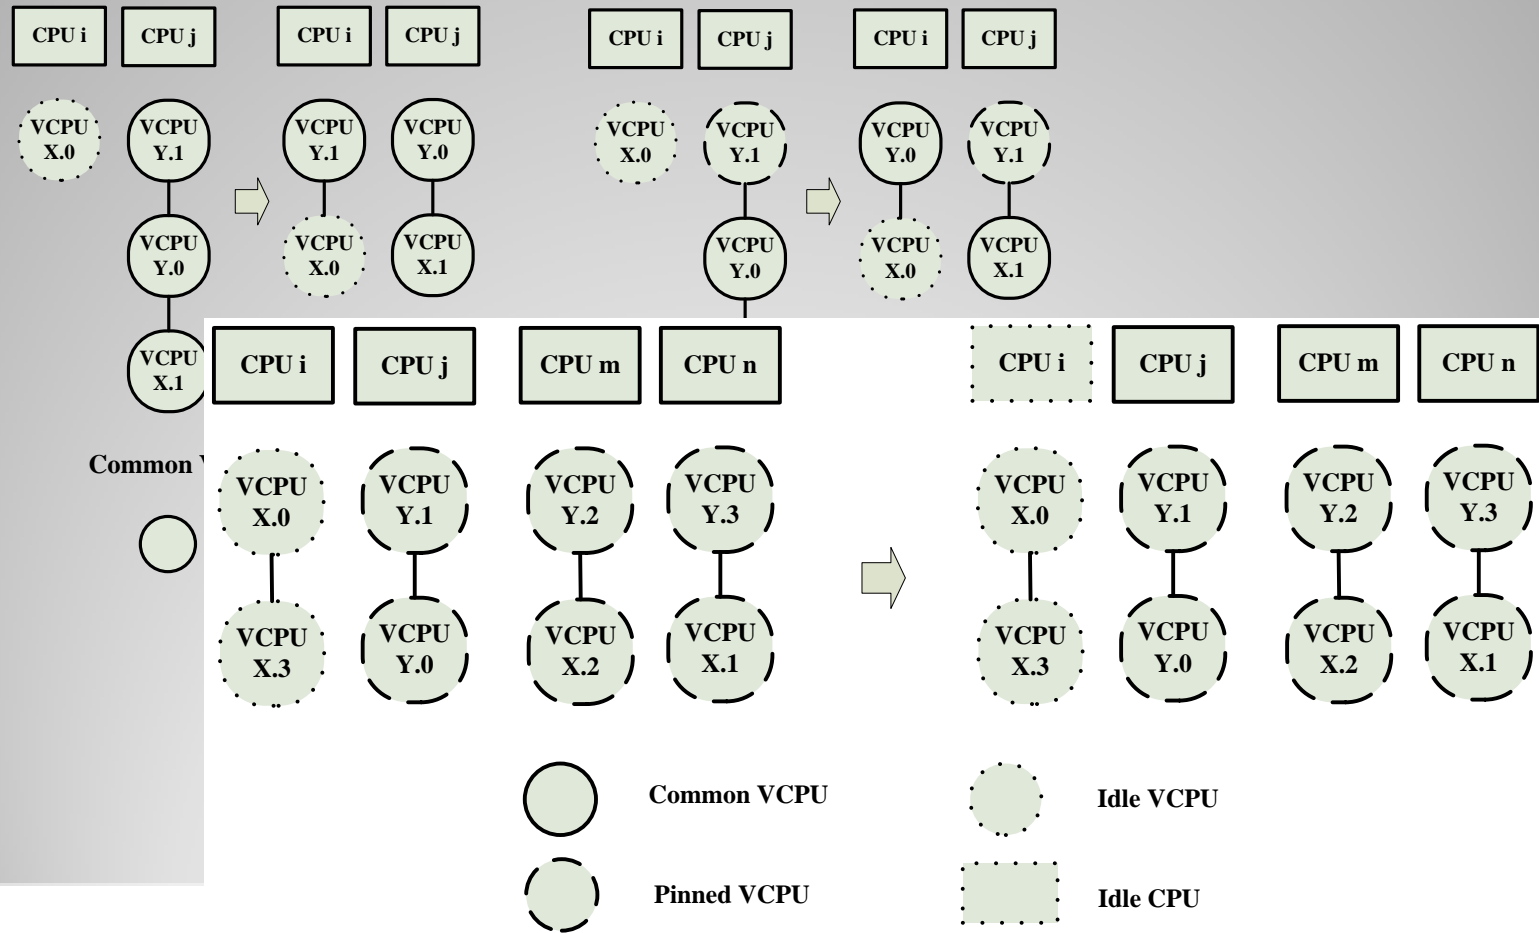 CPU i
CPU j
CPU i
CPU j
CPU i
CPU j
CPU i
CPU j
VCPU
X.0
VCPU
Y.1
VCPU
Y.1
VCPU
Y.0
VCPU
X.0
VCPU
Y.1
VCPU
Y.0
VCPU
Y.1
VCPU
Y.0
VCPU
X.0
VCPU
X.1
VCPU
Y.0
VCPU
X.0
VCPU
X.1
VCPU
X.1
Common
CPU i
CPU j
CPU m
CPU n
CPU i
CPU j
CPU m
CPU n
VCPU
X.0
VCPU
Y.1
VCPU
Y.2
VCPU
Y.3
VCPU
X.0
VCPU
Y.1
VCPU
Y.2
VCPU
Y.3
VCPU
X.3
VCPU
Y.0
VCPU
X.2
VCPU
X.1
VCPU
X.3
VCPU
Y.0
VCPU
X.2
VCPU
X.1
Common VCPU
Idle VCPU
Pinned VCPU
Idle CPU